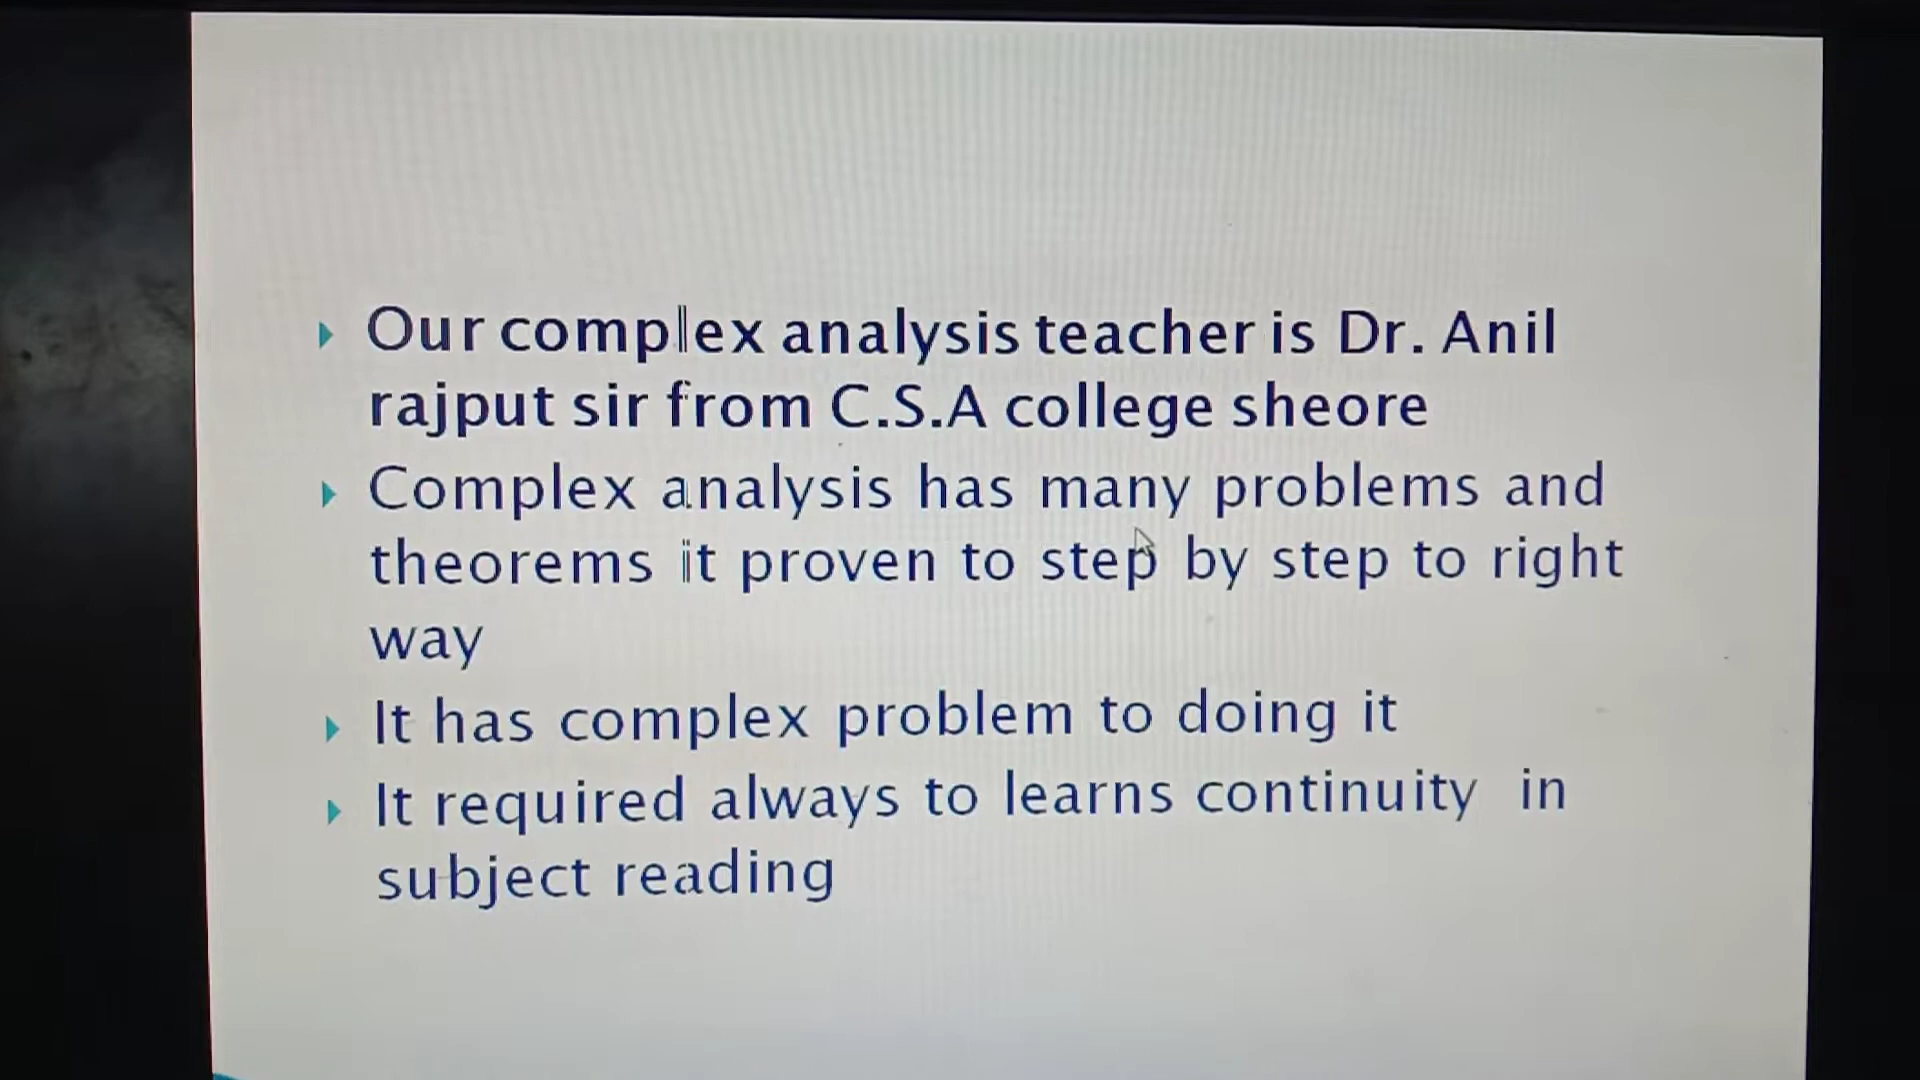 Our complex analysis teacher is Dr. Anil
rajput sir from C.S.A college sheore
Complex analysis has many problems and
theorems it proven to step by step to right
way
It has complex problem to doing it
It required always to learns continuity in
subject reading